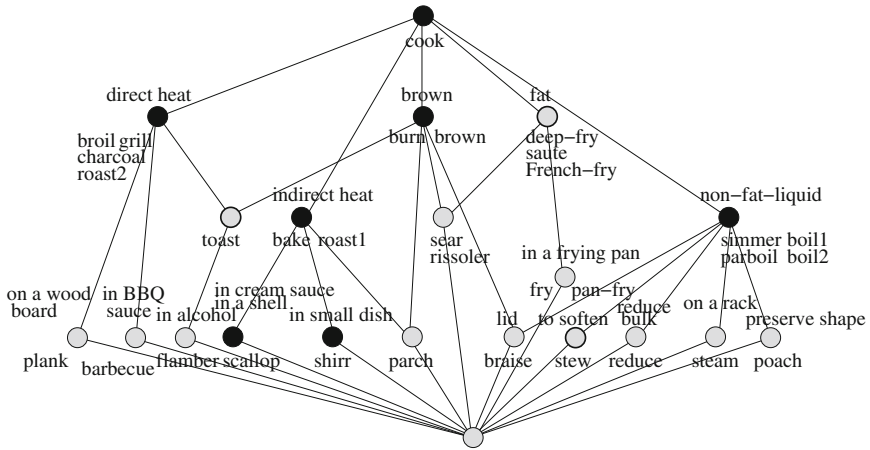 cook
direct heat
brown
fat
broil grill
charcoal
roast2
burn brown
deep-fry
saute
French-fry
indirect heat
non-fat-liquid
toast
bake roast1
sear
rissoler
simmer boil1
parboil boil2
in a frying pan
fry pan-fry
on a wood
board
in BBQ
sauce
in alcohol
in cream sauce
in a shell
in small dish
lid
to soften
reduce
bulk
on a rack
preserve shape
plank
barbecue
flamber
scallop
shirr
parch
braise
stew
reduce
steam
poach